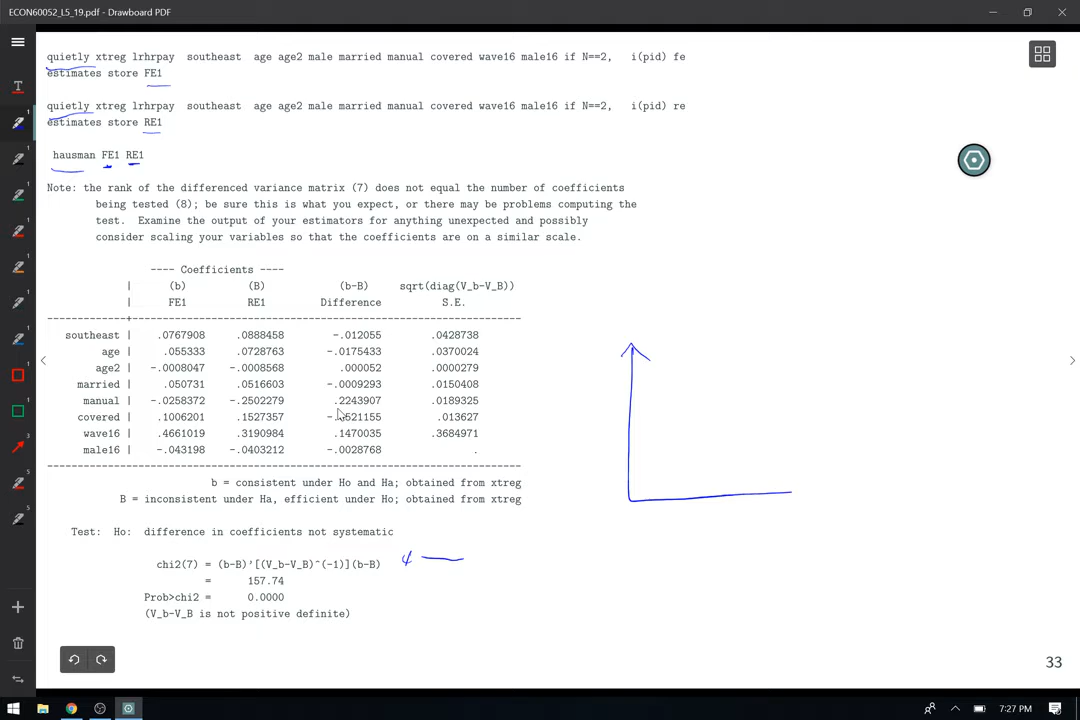 ECON60052_L5_19.pdf - Drawboard PDF
quietly xtreg lrhrpay southeast age age2 male married manual covered wave16 male16 if N==2, i(pid) fe
estimates store FE1
quietly xtreg lrhrpay southeast age age2 male married manual covered wave16 male16 if N==2, i(pid) re
estimates store RE1
hausman FE1 RE1
Note: the rank of the differenced variance matrix (7) does not equal the number of coefficients
being tested (8); be sure this is what you expect, or there may be problems computing the
test. Examine the output of your estimators for anything unexpected and possibly
consider scaling your variables so that the coefficients are on a similar scale.
---- Coefficients ----
| (b) (B) (b-B) sqrt(diag(V_b-V_B))
| FE1 RE1 Difference S.E.
southeast | .0767908 .0888458 -.012055 .0428738
age | .055333 .0728763 -.0175433 .0370024
age2 | -.0008047 -.0008568 .000052 .0000279
married | .050731 .0516603 -.0009293 .0150408
manual | -.0258372 -.2502279 .2243907 .0189325
covered | .1006201 .1527357 -.0521155 .013627
wave16 | .4661019 .3190984 .1470035 .3684971
male16 | -.043198 -.0403212 -.0028768 .
b = consistent under Ho and Ha; obtained from xtreg
B = inconsistent under Ha, efficient under Ho; obtained from xtreg
Test: Ho: difference in coefficients not systematic
chi2(7) = (b-B)'[(V_b-V_B)^(-1)](b-B)
= 157.74
Prob>chi2 = 0.0000
(V_b-V_B is not positive definite)
33
7:27 PM